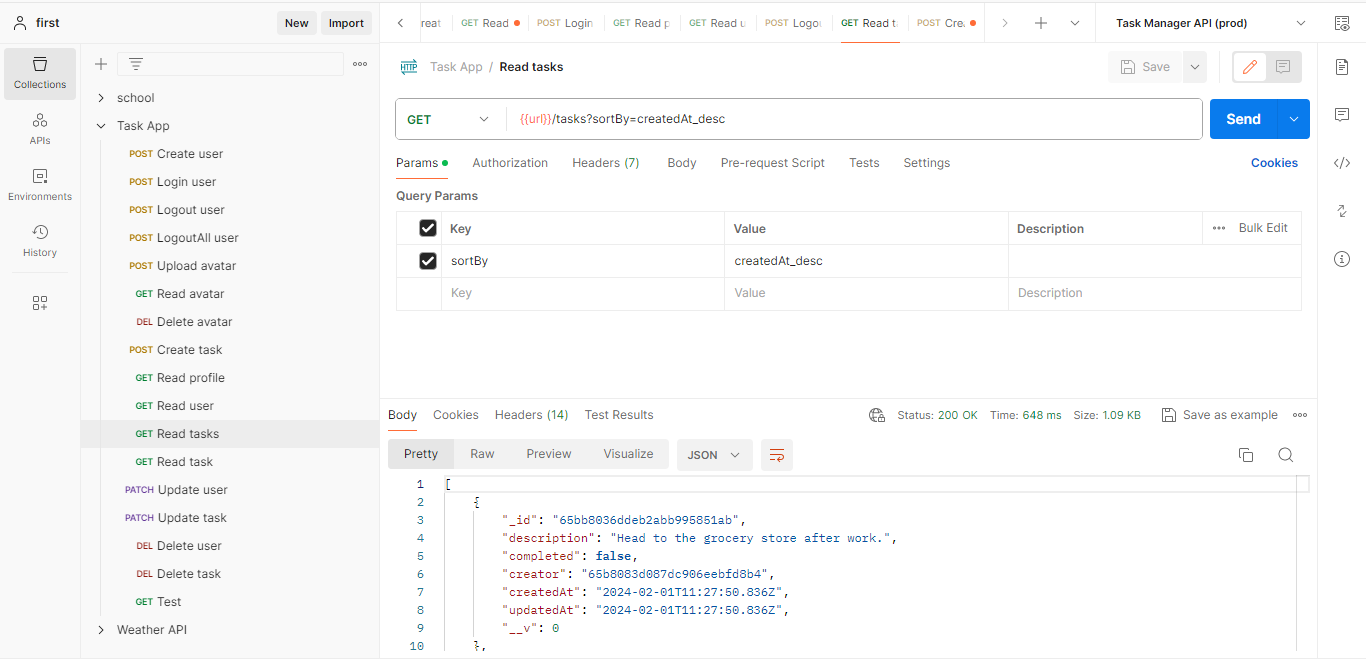 first
New
Import
reat
GET Read
POST Login
GET Read p
GET Read u
POST Logou
GET Read t
POST Cre
Task Manager API (prod)
Collections
APIs
Environments
History
school
Task App
POST Create user
POST Login user
POST Logout user
POST LogoutAll user
POST Upload avatar
GET Read avatar
DEL Delete avatar
POST Create task
GET Read profile
GET Read user
GET Read tasks
GET Read task
PATCH Update user
PATCH Update task
DEL Delete user
DEL Delete task
GET Test
Weather API
HTTP Task App / Read tasks
Save
GET {{url}}/tasks?sortBy=createdAt_desc
Send
Params Authorization Headers (7) Body Pre-request Script Tests Settings Cookies
Query Params
Key Value Description Bulk Edit
sortBy createdAt_desc
Key Value Description
Body Cookies Headers (14) Test Results Status: 200 OK Time: 648 ms Size: 1.09 KB Save as example
Pretty Raw Preview Visualize JSON
1 [
2 {
3 "_id": "65bb8036ddeb2abb995851ab",
4 "description": "Head to the grocery store after work.",
5 "completed": false,
6 "creator": "65b8083d087dc906eebfd8b4",
7 "createdAt": "2024-02-01T11:27:50.836Z",
8 "updatedAt": "2024-02-01T11:27:50.836Z",
9 "__v": 0
10 },